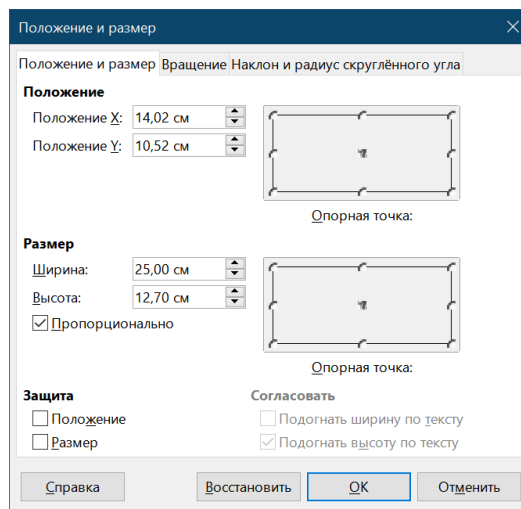 Положение и размер
Положение и размер Вращение Наклон и радиус скруглённого угла
Положение
Положение X: 14,02 см
Положение Y: 10,52 см
Опорная точка:
Размер
Ширина: 25,00 см
Высота: 12,70 см
Пропорционально
Опорная точка:
Защита Согласовать
Положение Подогнать ширину по тексту
Размер Подогнать высоту по тексту
Справка Восстановить OK Отменить